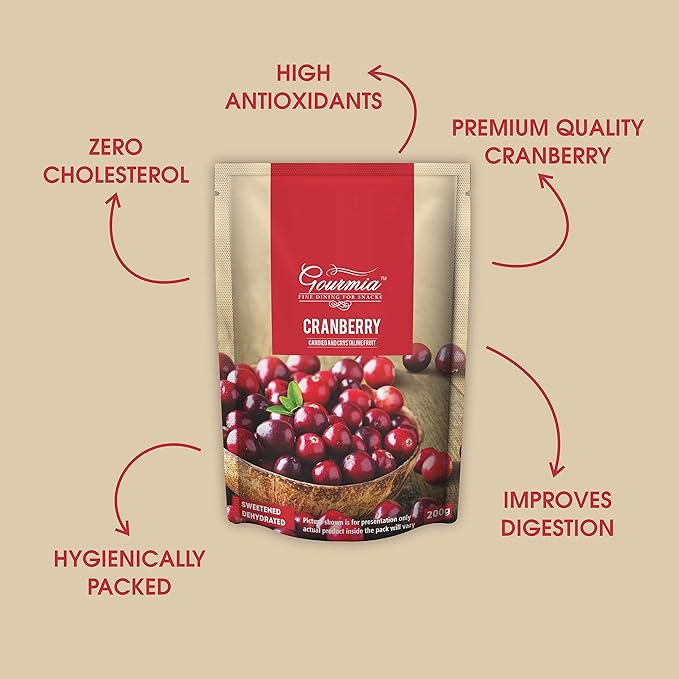 HIGH
ANTIOXIDANTS
PREMIUM QUALITY
CRANBERRY
ZERO
CHOLESTEROL
Gourmia™
FINE DINING FOR SNACKS
CRANBERRY
CANDIED AND CRYSTALINE FRUIT
SWEETENED
DEHYDRATED
Picture shown is for presentation only
actual product inside the pack will vary
200g
IMPROVES
DIGESTION
HYGIENICALLY
PACKED